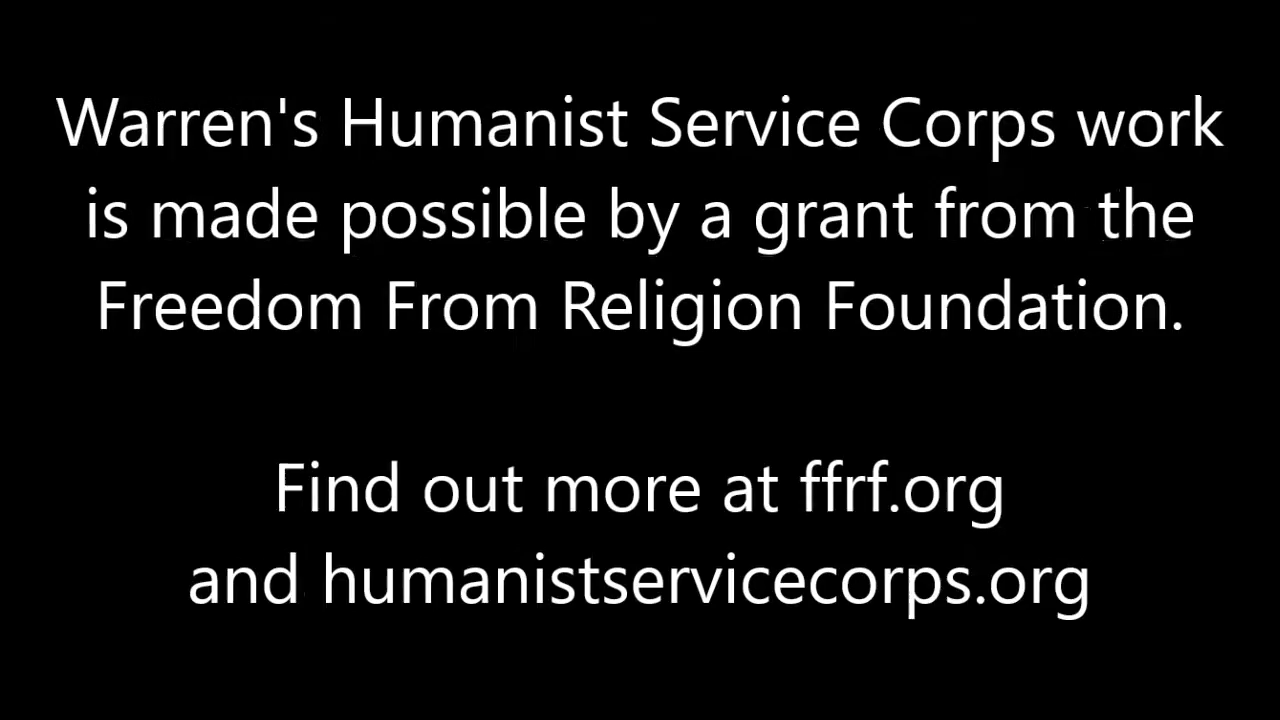 Warren's Humanist Service Corps work
is made possible by a grant from the
Freedom From Religion Foundation.
Find out more at ffrf.org
and humanistservicecorps.org